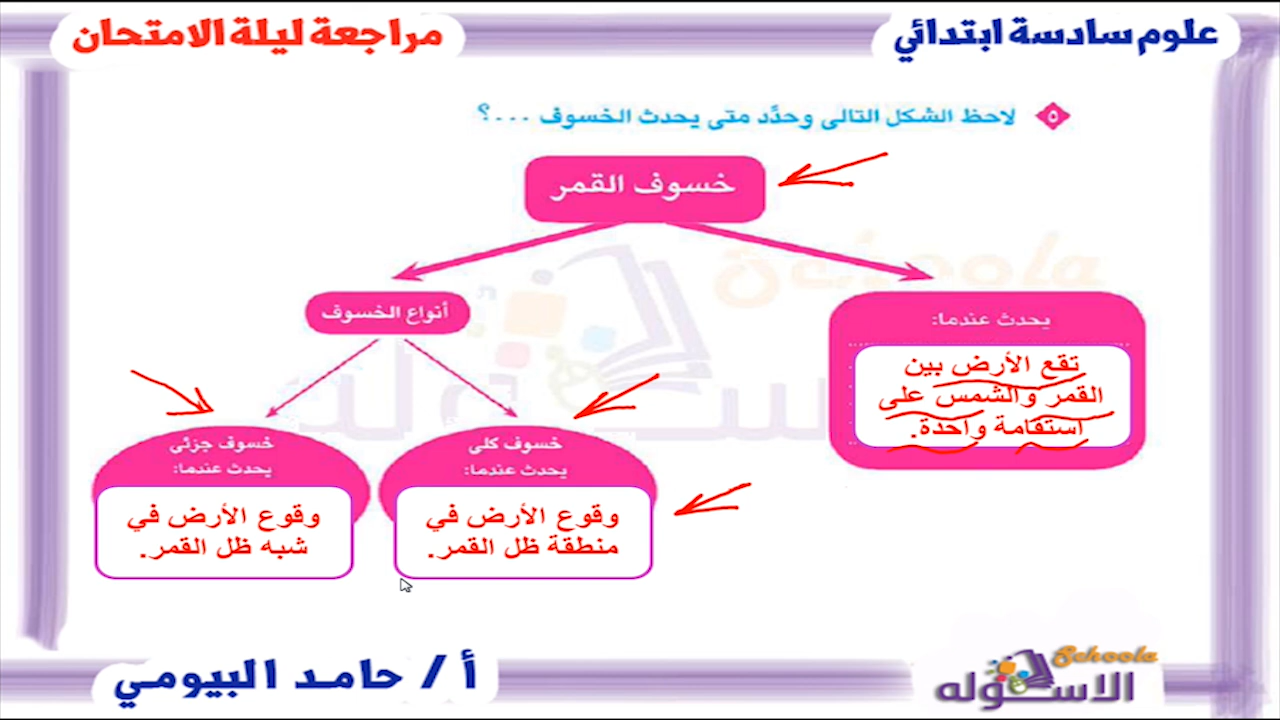 علوم سادسة ابتدائي
مراجعة ليلة الامتحان
٥ لاحظ الشكل التالى وحدِّد متى يحدث الخسوف ...؟
خسوف القمر
يحدث عندما:
تقع الأرض بين
القمر والشمس على
استقامة واحدة.
أنواع الخسوف
خسوف كلى
يحدث عندما:
وقوع الأرض في
منطقة ظل القمر.
خسوف جزئى
يحدث عندما:
وقوع الأرض في
شبه ظل القمر.
أ / حامد البيومي
Schoola
الاسكوله